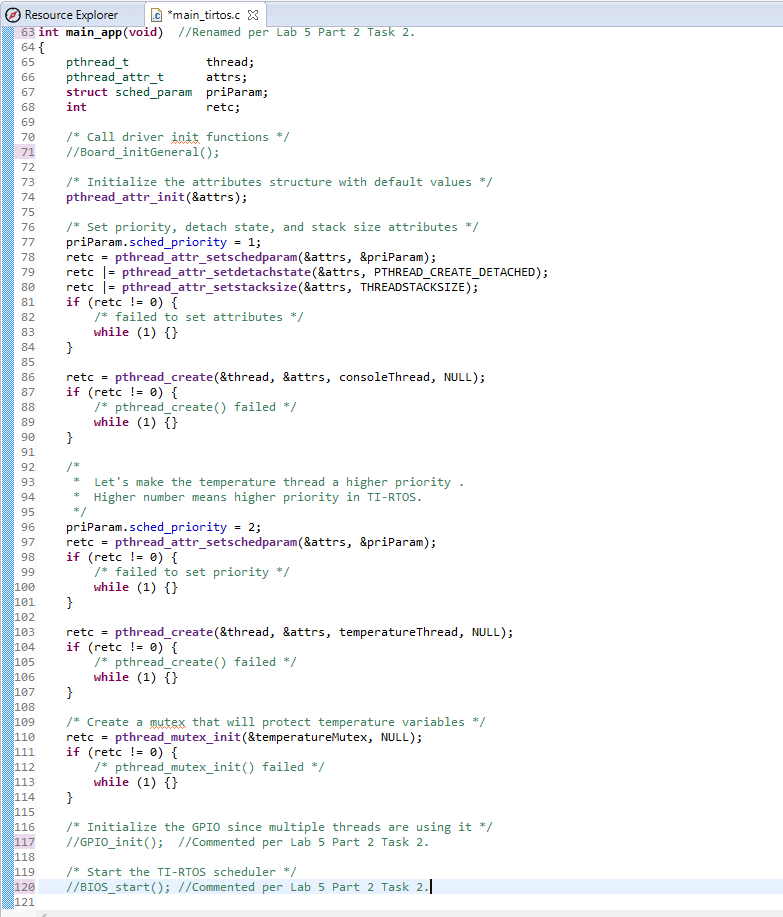 Resource Explorer *main_tirtos.c
63 int main_app(void)  //Renamed per Lab 5 Part 2 Task 2.
64 {
65     pthread_t           thread;
66     pthread_attr_t      attrs;
67     struct sched_param  priParam;
68     int                 retc;
69
70     /* Call driver init functions */
71     //Board_initGeneral();
72
73     /* Initialize the attributes structure with default values */
74     pthread_attr_init(&attrs);
75
76     /* Set priority, detach state, and stack size attributes */
77     priParam.sched_priority = 1;
78     retc = pthread_attr_setschedparam(&attrs, &priParam);
79     retc |= pthread_attr_setdetachstate(&attrs, PTHREAD_CREATE_DETACHED);
80     retc |= pthread_attr_setstacksize(&attrs, THREADSTACKSIZE);
81     if (retc != 0) {
82         /* failed to set attributes */
83         while (1) {}
84     }
85
86     retc = pthread_create(&thread, &attrs, consoleThread, NULL);
87     if (retc != 0) {
88         /* pthread_create() failed */
89         while (1) {}
90     }
91
92     /*
93      *  Let's make the temperature thread a higher priority .
94      *  Higher number means higher priority in TI-RTOS.
95      */
96     priParam.sched_priority = 2;
97     retc = pthread_attr_setschedparam(&attrs, &priParam);
98     if (retc != 0) {
99         /* failed to set priority */
100         while (1) {}
101     }
102
103     retc = pthread_create(&thread, &attrs, temperatureThread, NULL);
104     if (retc != 0) {
105         /* pthread_create() failed */
106         while (1) {}
107     }
108
109     /* Create a mutex that will protect temperature variables */
110     retc = pthread_mutex_init(&temperatureMutex, NULL);
111     if (retc != 0) {
112         /* pthread_mutex_init() failed */
113         while (1) {}
114     }
115
116     /* Initialize the GPIO since multiple threads are using it */
117     //GPIO_init();  //Commented per Lab 5 Part 2 Task 2.
118
119     /* Start the TI-RTOS scheduler */
120     //BIOS_start(); //Commented per Lab 5 Part 2 Task 2.
121